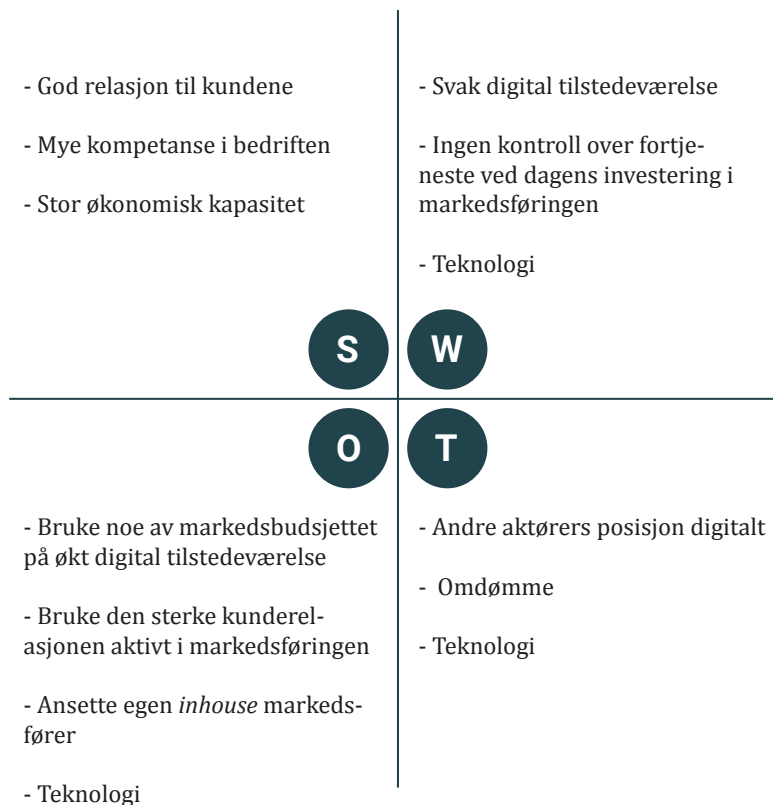 - God relasjon til kundene
- Mye kompetanse i bedriften
- Stor økonomisk kapasitet
- Svak digital tilstedeværelse
- Ingen kontroll over fortje-
neste ved dagens investering i
markedsføringen
- Teknologi
S
W
O
T
- Bruke noe av markedsbudsjettet
på økt digital tilstedeværelse
- Bruke den sterke kunderel-
asjonen aktivt i markedsføringen
- Ansette egen inhouse markeds-
fører
- Teknologi
- Andre aktørers posisjon digitalt
- Omdømme
- Teknologi